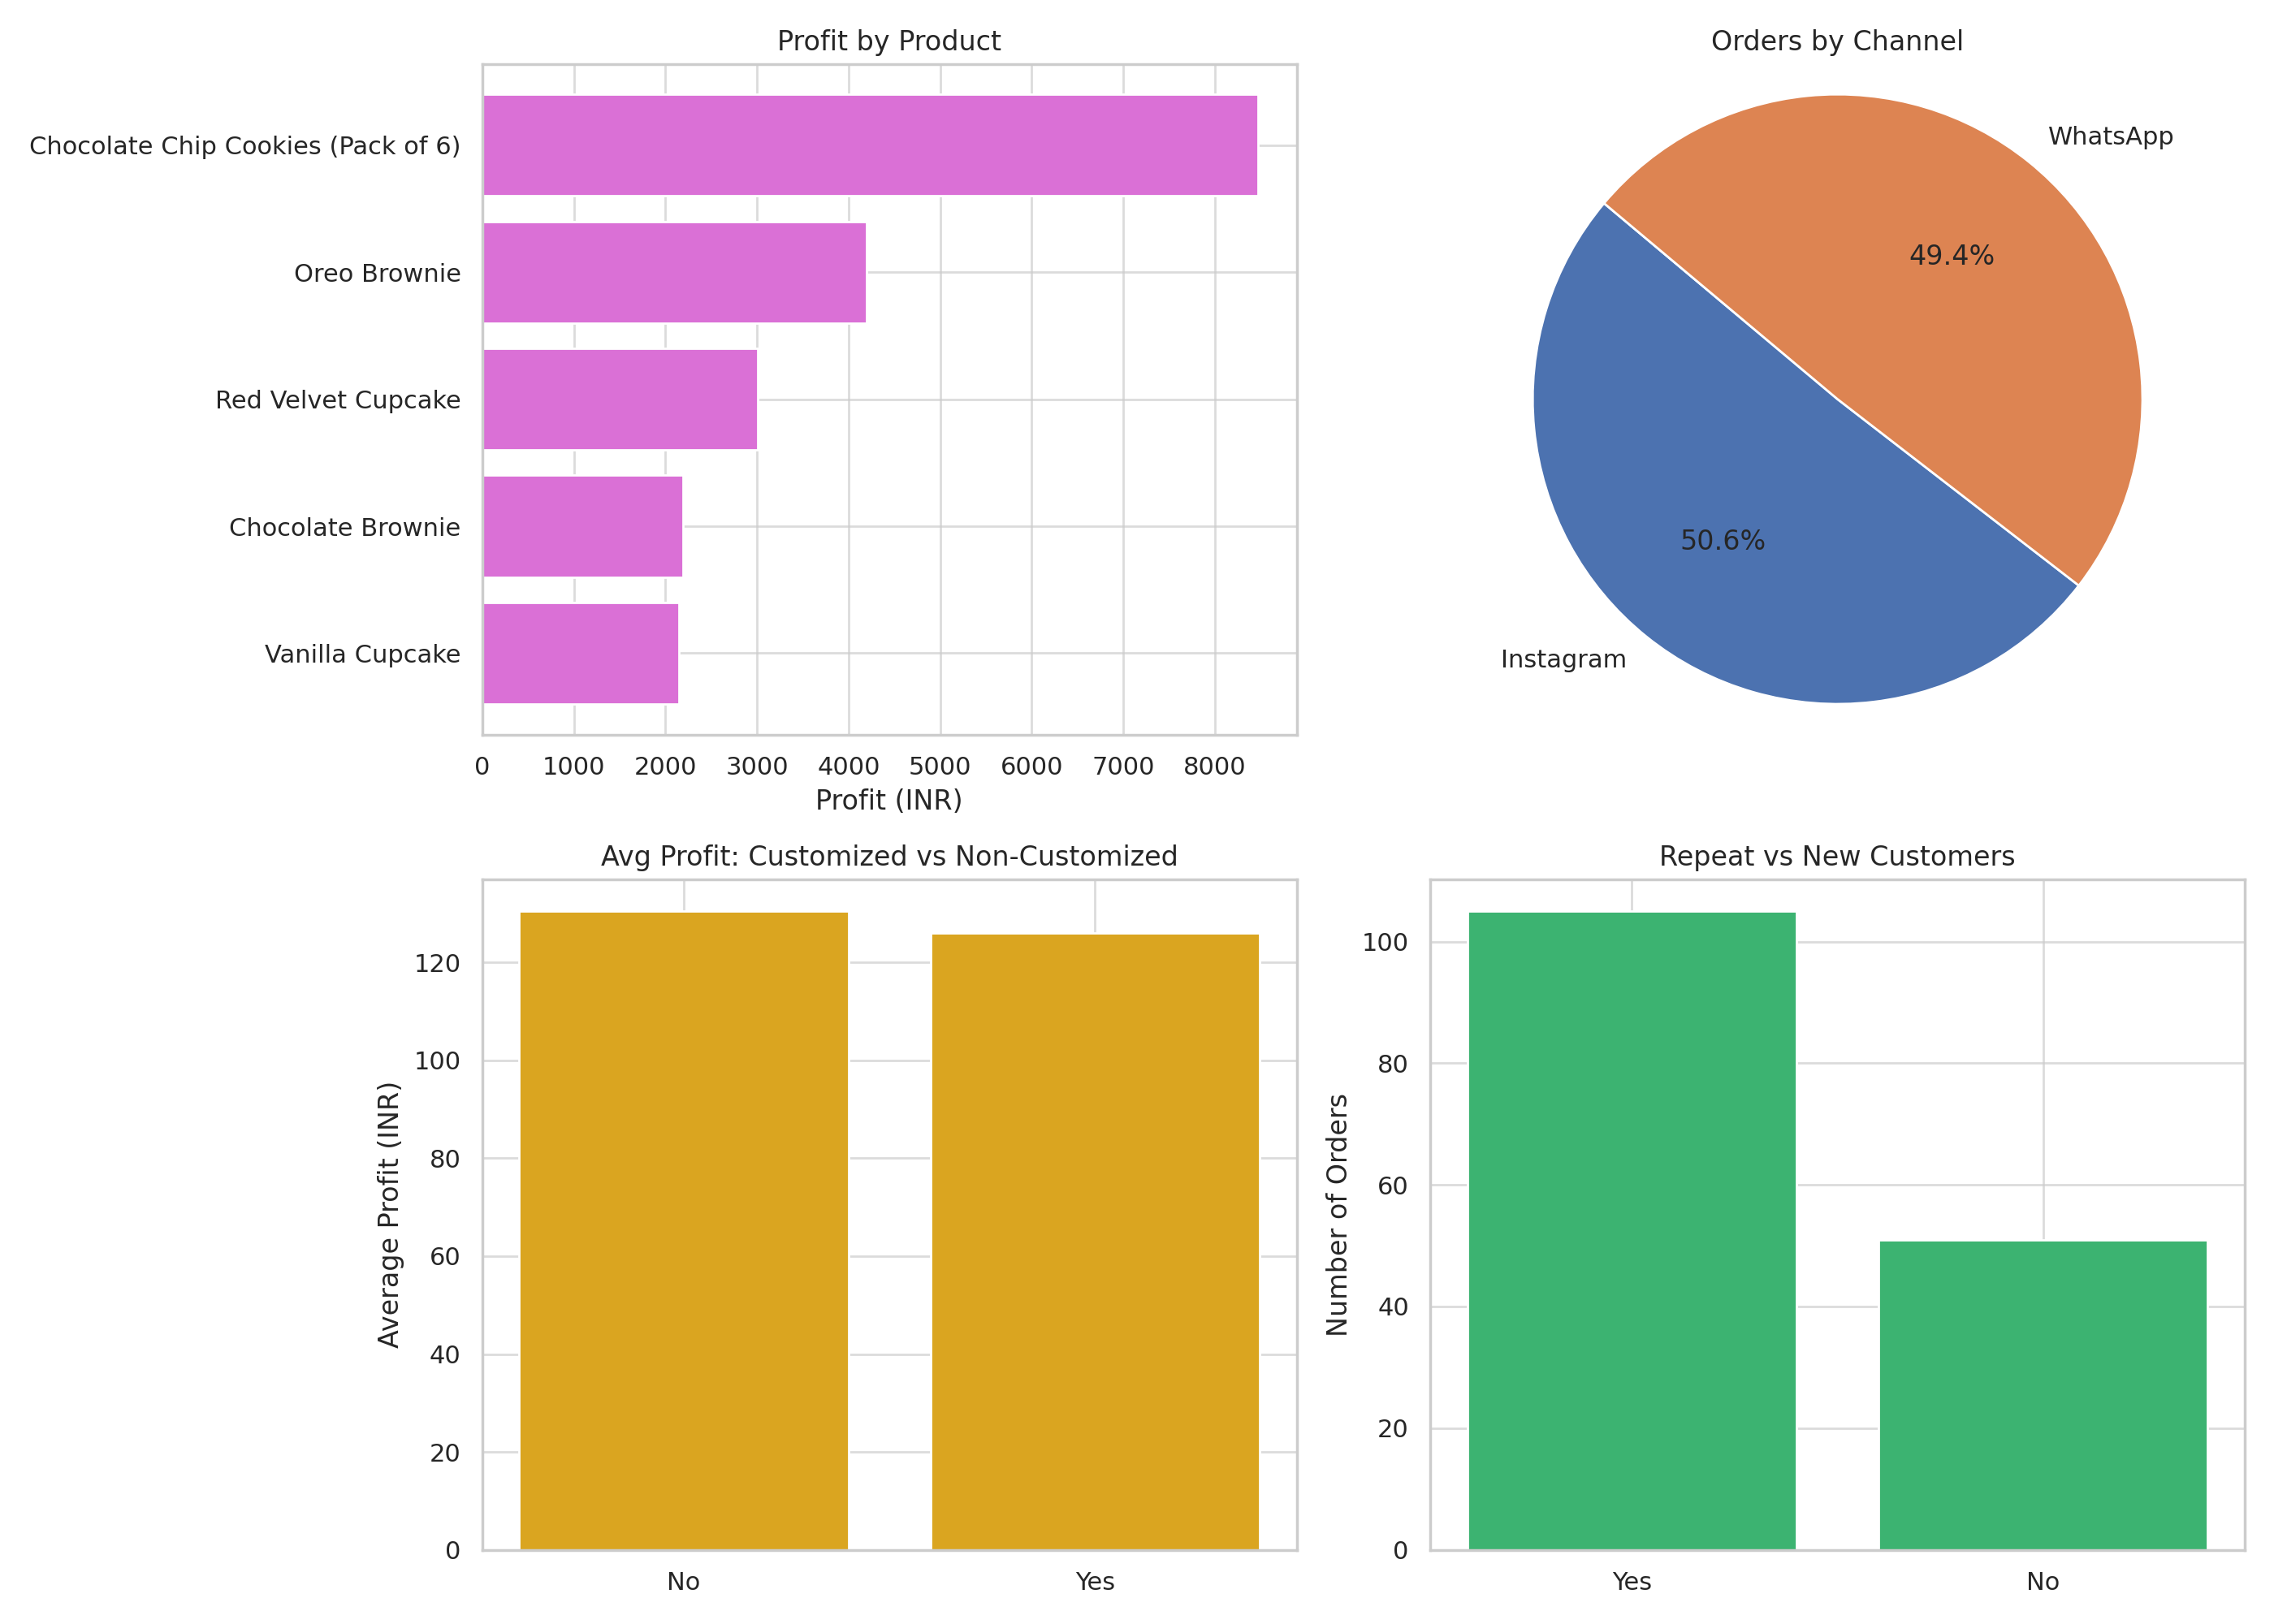 Profit by Product
Chocolate Chip Cookies (Pack of 6)
Oreo Brownie
Red Velvet Cupcake
Chocolate Brownie
Vanilla Cupcake
0 1000 2000 3000 4000 5000 6000 7000 8000
Profit (INR)
Orders by Channel
WhatsApp
49.4%
50.6%
Instagram
Avg Profit: Customized vs Non-Customized
Average Profit (INR)
120
100
80
60
40
20
0
No Yes
Repeat vs New Customers
Number of Orders
100
80
60
40
20
0
Yes No